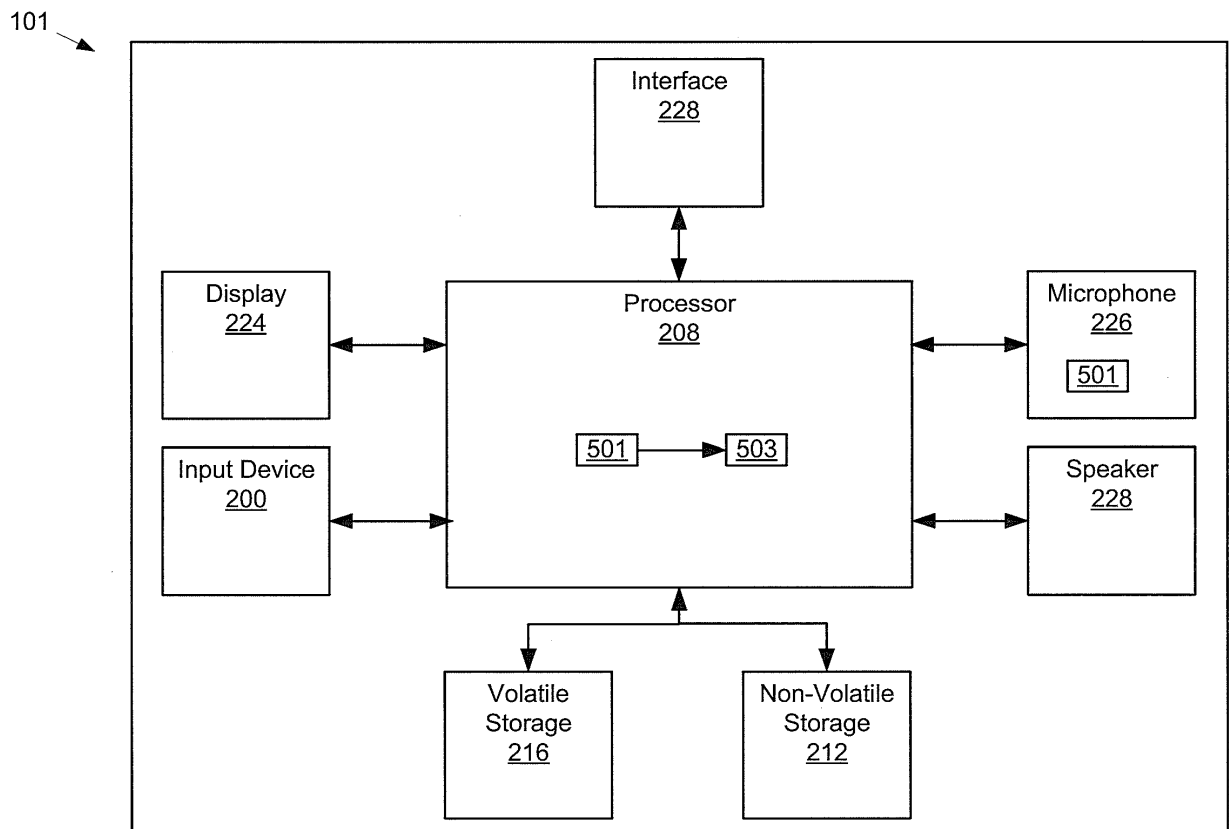 101
Interface
228
Display
224
Processor
208
Microphone
226
501
501
503
Input Device
200
Speaker
228
Volatile
Storage
216
Non-Volatile
Storage
212